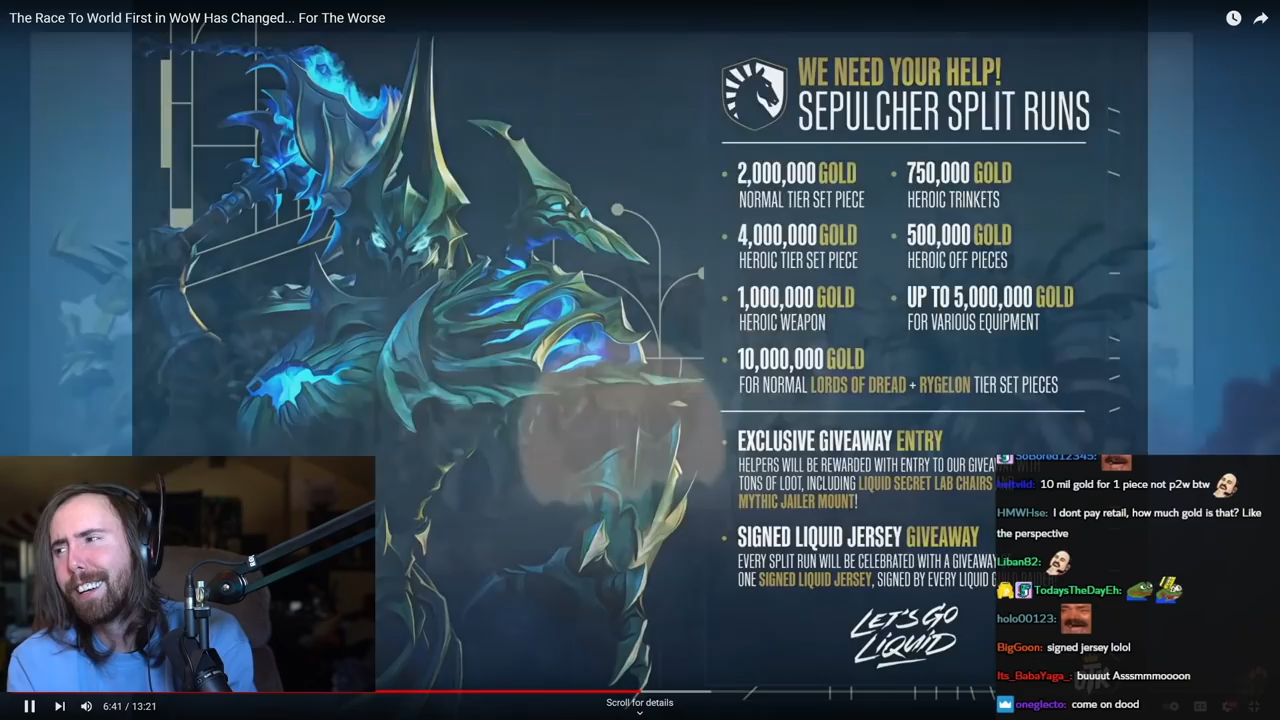 The Race To World First in WoW Has Changed... For The Worse
WE NEED YOUR HELP!
SEPULCHER SPLIT RUNS
2,000,000 GOLD
NORMAL TIER SET PIECE
750,000 GOLD
HEROIC TRINKETS
4,000,000 GOLD
HEROIC TIER SET PIECE
500,000 GOLD
HEROIC OFF PIECES
1,000,000 GOLD
HEROIC WEAPON
UP TO 5,000,000 GOLD
FOR VARIOUS EQUIPMENT
10,000,000 GOLD
FOR NORMAL LORDS OF DREAD + RYGELON TIER SET PIECES
EXCLUSIVE GIVEAWAY ENTRY
HELPERS WILL BE REWARDED WITH ENTRY TO OUR GIVEA
TONS OF LOOT, INCLUDING LIQUID SECRET LAB CHAIRS
MYTHIC JAILER MOUNT!
SIGNED LIQUID JERSEY GIVEAWAY
EVERY SPLIT RUN WILL BE CELEBRATED WITH A GIVEAWAY
ONE SIGNED LIQUID JERSEY, SIGNED BY EVERY LIQUID
LET'S GO
LIQUID
SoBored12345:
10 mil gold for 1 piece not p2w btw
HMWHse: I dont pay retail, how much gold is that? Like
the perspective
Liban82:
TodaysTheDayEh:
holo00123:
BigGoon: signed jersey lolol
Its_BabaYaga_: buuuut Asssmmmoooon
oneglecto: come on dood
6:41 / 13:21
Scroll for details